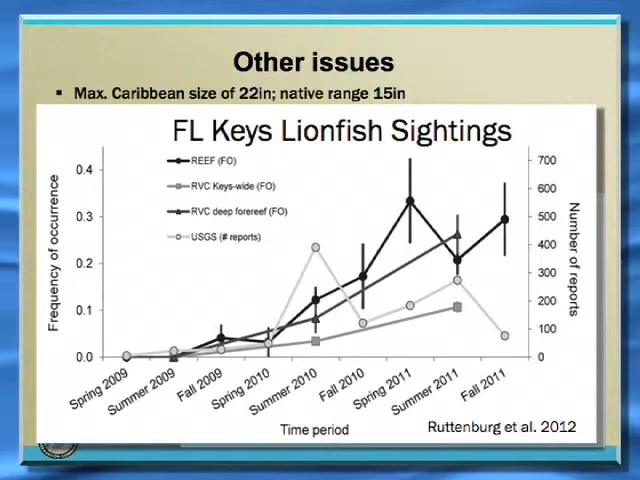 Other issues
▪ Max. Caribbean size of 22in; native range 15in
FL Keys Lionfish Sightings
REEF (FO)
RVC Keys-wide (FO)
RVC deep forereef (FO)
USGS (# reports)
Frequency of occurrence
0.4
0.3
0.2
0.1
0.0
700
600
500
400
300
200
100
0
Number of reports
Spring 2009
Summer 2009
Fall 2009
Spring 2010
Summer 2010
Fall 2010
Spring 2011
Summer 2011
Fall 2011
Time period
Ruttenburg et al. 2012